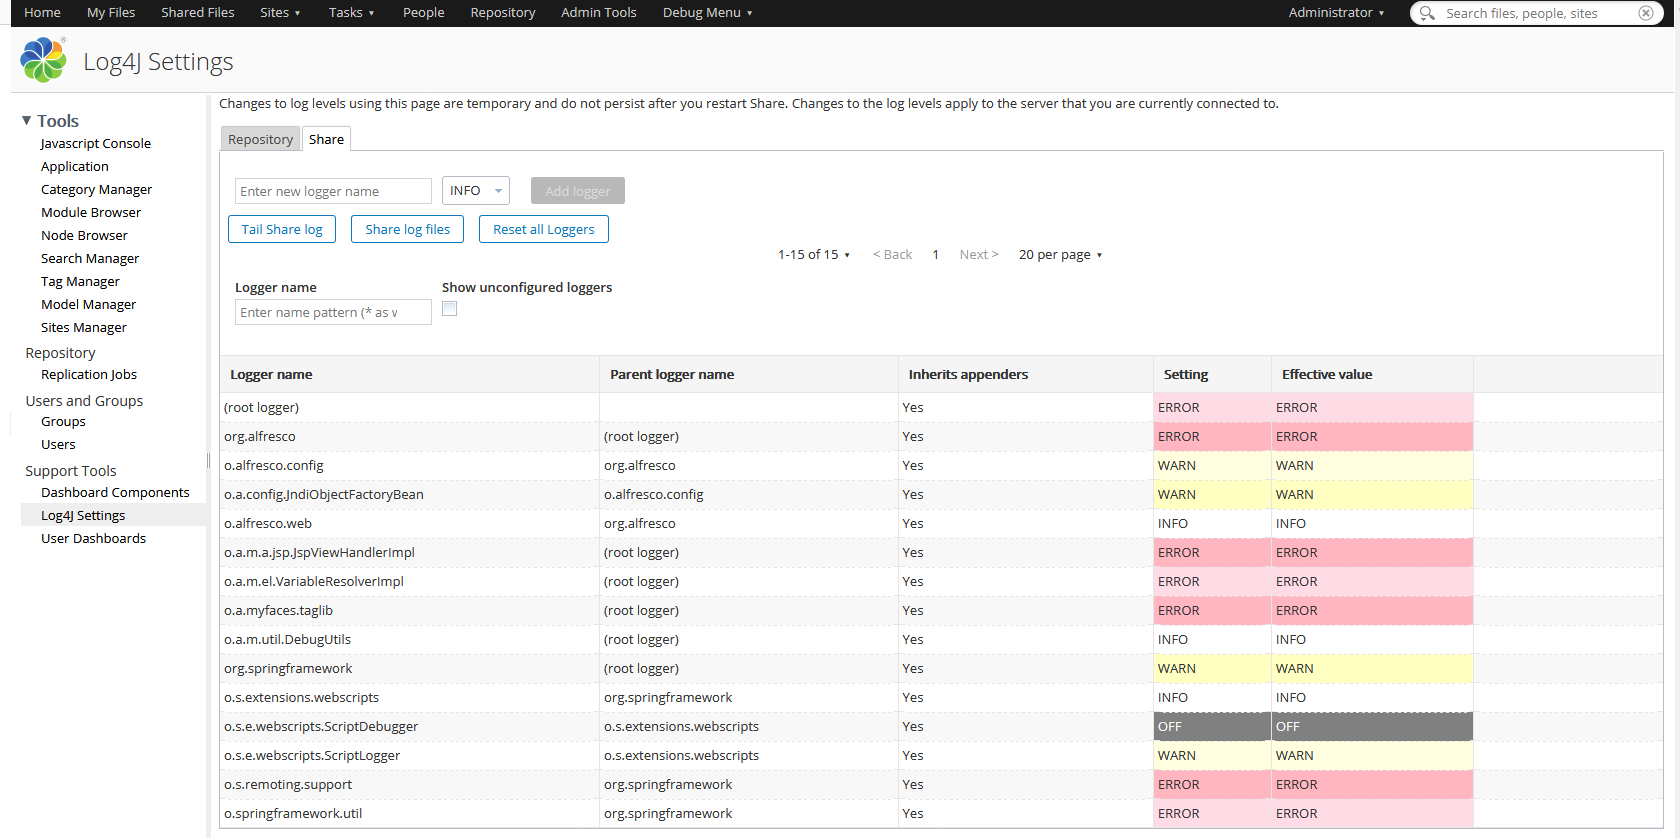 Home My Files Shared Files Sites ▾ Tasks ▾ People Repository Admin Tools Debug Menu ▾ Administrator ▾ Search files, people, sites
Log4J Settings
Changes to log levels using this page are temporary and do not persist after you restart Share. Changes to the log levels apply to the server that you are currently connected to.
Tools
Javascript Console
Application
Category Manager
Module Browser
Node Browser
Search Manager
Tag Manager
Model Manager
Sites Manager
Repository
Replication Jobs
Users and Groups
Groups
Users
Support Tools
Dashboard Components
Log4J Settings
User Dashboards
Repository Share
Enter new logger name INFO Add logger
Tail Share log Share log files Reset all Loggers
1-15 of 15 ▾ < Back 1 Next > 20 per page ▾
Logger name Show unconfigured loggers
Enter name pattern (* as v
Logger name Parent logger name Inherits appenders Setting Effective value
(root logger) Yes ERROR ERROR
org.alfresco (root logger) Yes ERROR ERROR
o.alfresco.config org.alfresco Yes WARN WARN
o.a.config.JndiObjectFactoryBean o.alfresco.config Yes WARN WARN
o.alfresco.web org.alfresco Yes INFO INFO
o.a.m.a.jsp.JspViewHandlerImpl (root logger) Yes ERROR ERROR
o.a.m.el.VariableResolverImpl (root logger) Yes ERROR ERROR
o.a.myfaces.taglib (root logger) Yes ERROR ERROR
o.a.m.util.DebugUtils (root logger) Yes INFO INFO
org.springframework (root logger) Yes WARN WARN
o.s.extensions.webscripts org.springframework Yes INFO INFO
o.s.e.webscripts.ScriptDebugger o.s.extensions.webscripts Yes OFF OFF
o.s.e.webscripts.ScriptLogger o.s.extensions.webscripts Yes WARN WARN
o.s.remoting.support org.springframework Yes ERROR ERROR
o.springframework.util org.springframework Yes ERROR ERROR